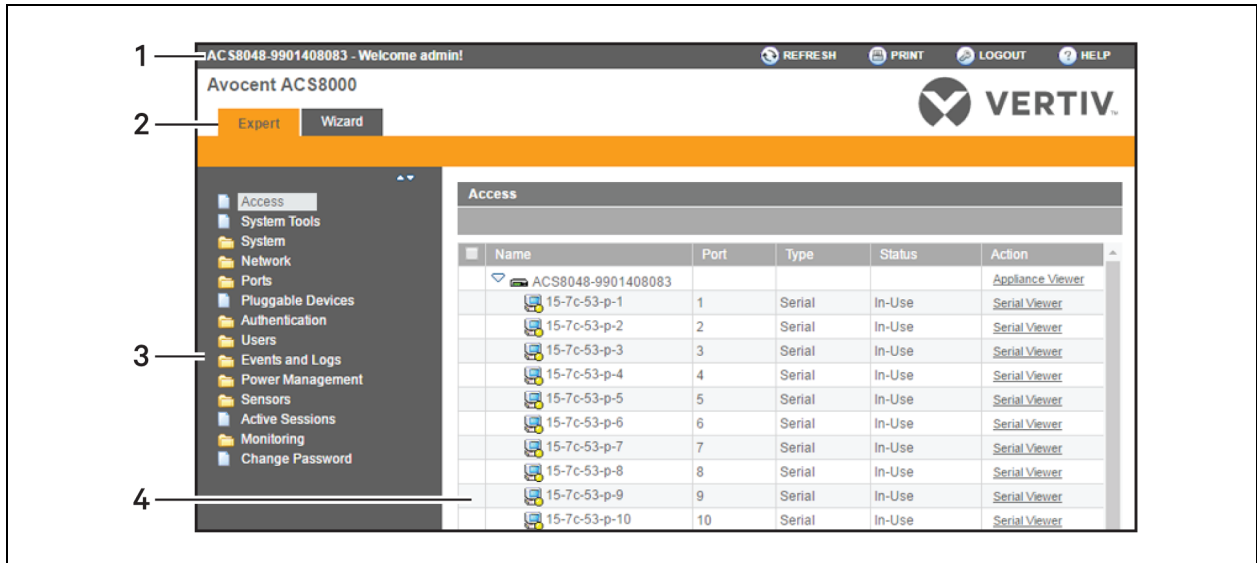 1
ACS8048-9901408083 - Welcome admin!
REFRESH PRINT LOGOUT ? HELP
Avocent ACS8000
VERTIV™
2
Expert Wizard
Access
System Tools
System
Network
Ports
Pluggable Devices
Authentication
Users
3
Events and Logs
Power Management
Sensors
Active Sessions
Monitoring
Change Password
4
Access
Name Port Type Status Action
ACS8048-9901408083 Appliance Viewer
15-7c-53-p-1 1 Serial In-Use Serial Viewer
15-7c-53-p-2 2 Serial In-Use Serial Viewer
15-7c-53-p-3 3 Serial In-Use Serial Viewer
15-7c-53-p-4 4 Serial In-Use Serial Viewer
15-7c-53-p-5 5 Serial In-Use Serial Viewer
15-7c-53-p-6 6 Serial In-Use Serial Viewer
15-7c-53-p-7 7 Serial In-Use Serial Viewer
15-7c-53-p-8 8 Serial In-Use Serial Viewer
15-7c-53-p-9 9 Serial In-Use Serial Viewer
15-7c-53-p-10 10 Serial In-Use Serial Viewer